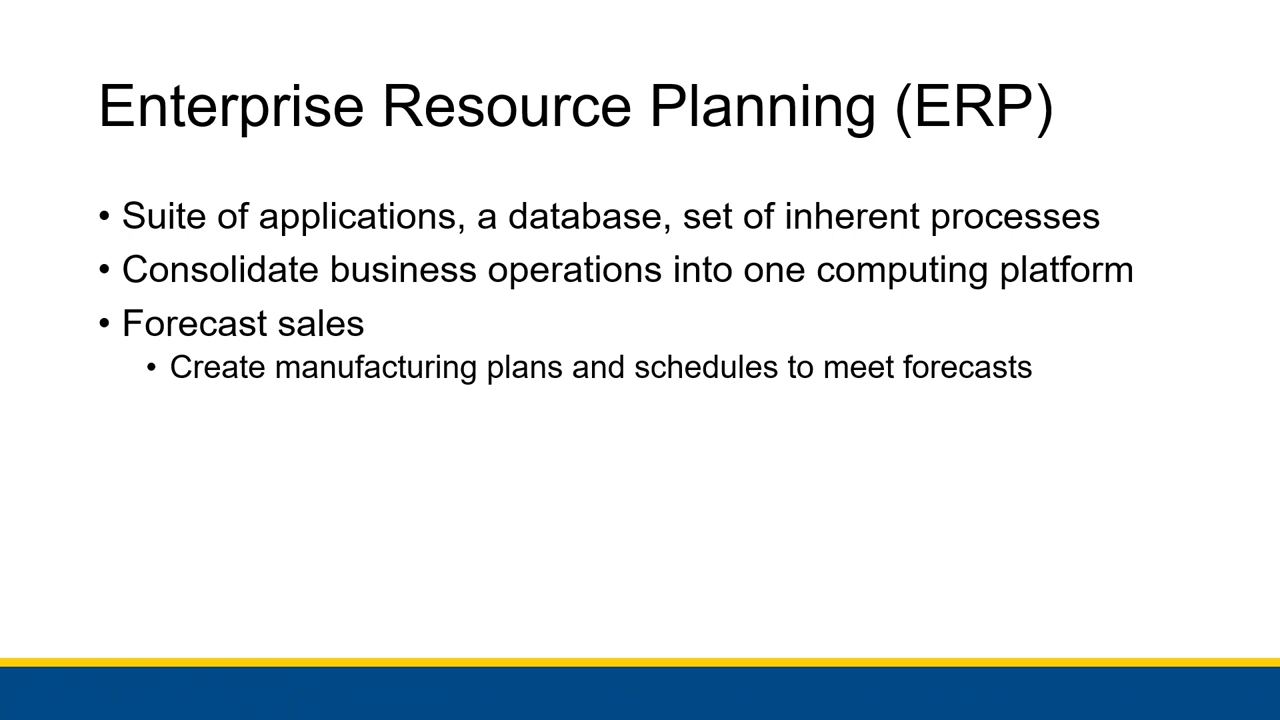 Enterprise Resource Planning (ERP)
• Suite of applications, a database, set of inherent processes
• Consolidate business operations into one computing platform
• Forecast sales
• Create manufacturing plans and schedules to meet forecasts